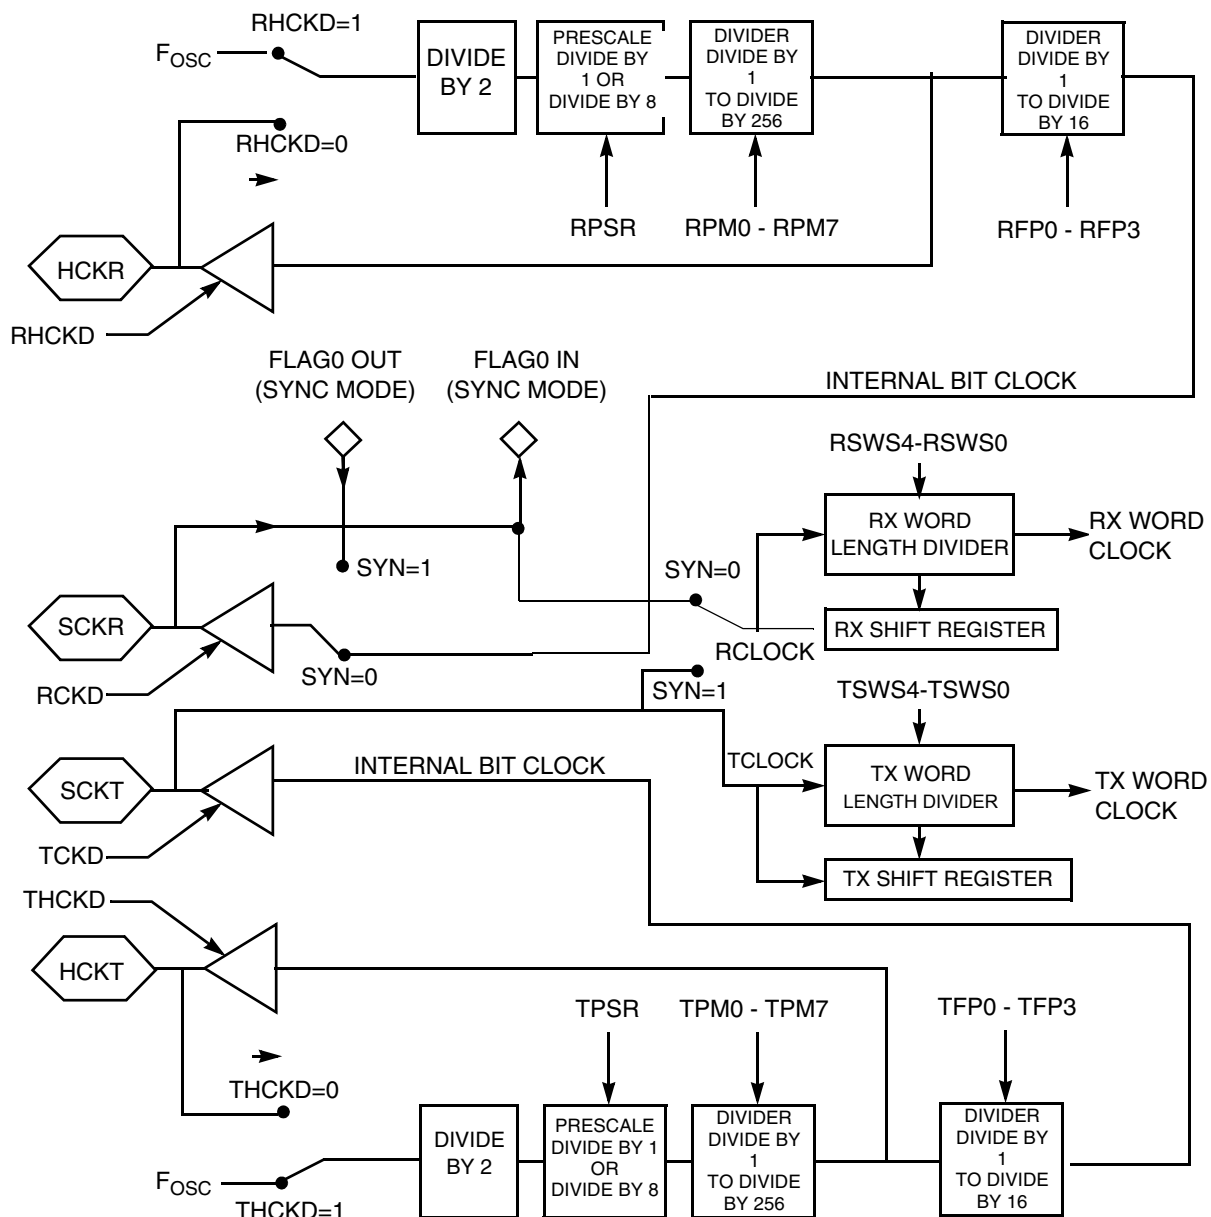 RHCKD=1
FOSC
DIVIDE
BY 2
PRESCALE
DIVIDE BY
1 OR
DIVIDE BY 8
DIVIDER
DIVIDE BY
1
TO DIVIDE
BY 256
DIVIDER
DIVIDE BY
1
TO DIVIDE
BY 16
RHCKD=0
RPSR
RPM0 - RPM7
RFP0 - RFP3
HCKR
RHCKD
FLAG0 OUT
(SYNC MODE)
FLAG0 IN
(SYNC MODE)
INTERNAL BIT CLOCK
RSWS4-RSWS0
RX WORD
LENGTH DIVIDER
RX WORD
CLOCK
SYN=1
SYN=0
SCKR
RX SHIFT REGISTER
RCLOCK
SYN=0
RCKD
SYN=1
TSWS4-TSWS0
INTERNAL BIT CLOCK
TCLOCK
TX WORD
LENGTH DIVIDER
TX WORD
CLOCK
SCKT
TCKD
TX SHIFT REGISTER
THCKD
HCKT
TPSR
TPM0 - TPM7
TFP0 - TFP3
THCKD=0
DIVIDE
BY 2
PRESCALE
DIVIDE BY 1
OR
DIVIDE BY 8
DIVIDER
DIVIDE BY
1
TO DIVIDE
BY 256
DIVIDER
DIVIDE BY
1
TO DIVIDE
BY 16
FOSC
THCKD=1